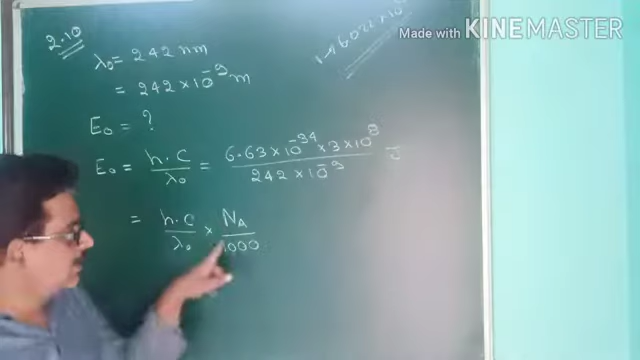 2.10
λ₀ = 242 nm
= 242 × 10⁻⁹ m
E₀ = ?
E₀ = h.c / λ₀ = 6.63 × 10⁻³⁴ × 3 × 10⁸ / 242 × 10⁻⁹ J
= h.c / λ₀ × N_A / 1000
Made with KINEMASTER